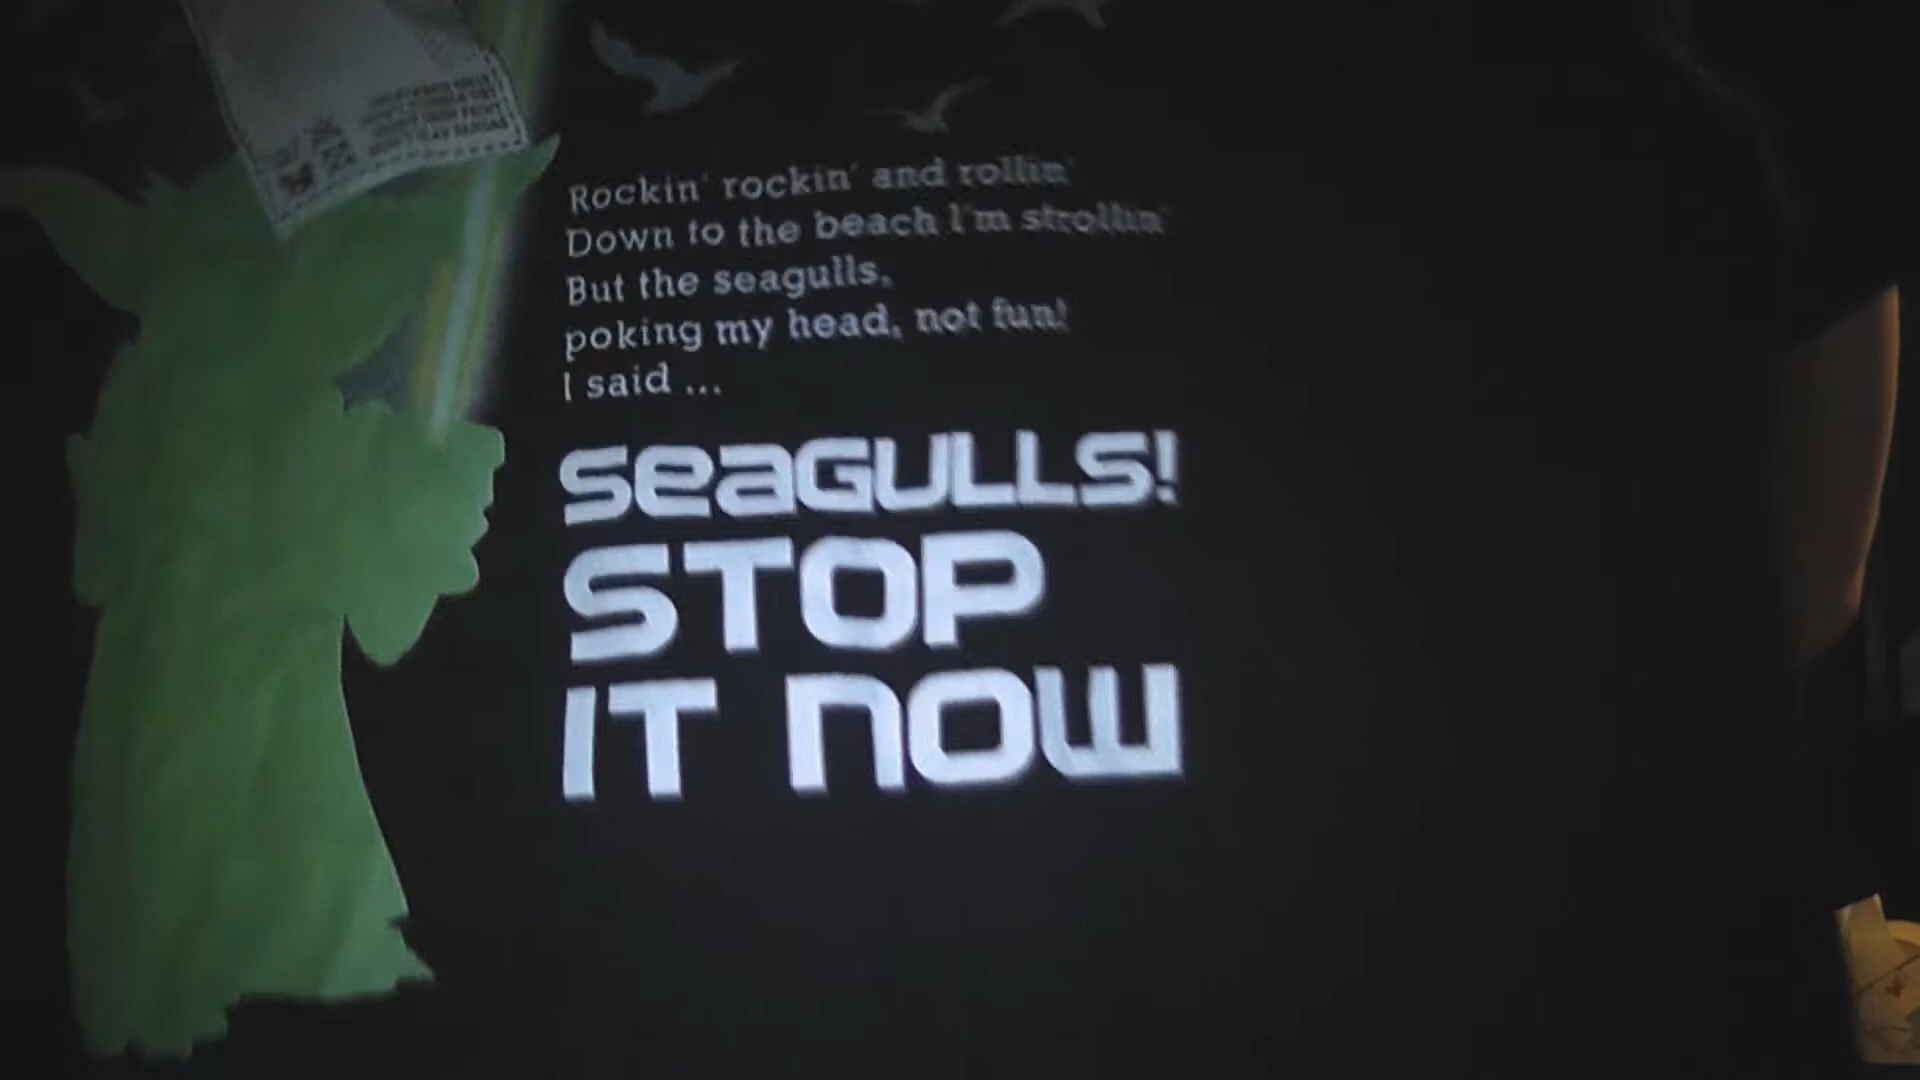 Rockin' rockin' and rollin'
Down to the beach I'm strollin'
But the seagulls,
poking my head, not fun!
I said ...
SEAGULLS!
STOP
IT NOW